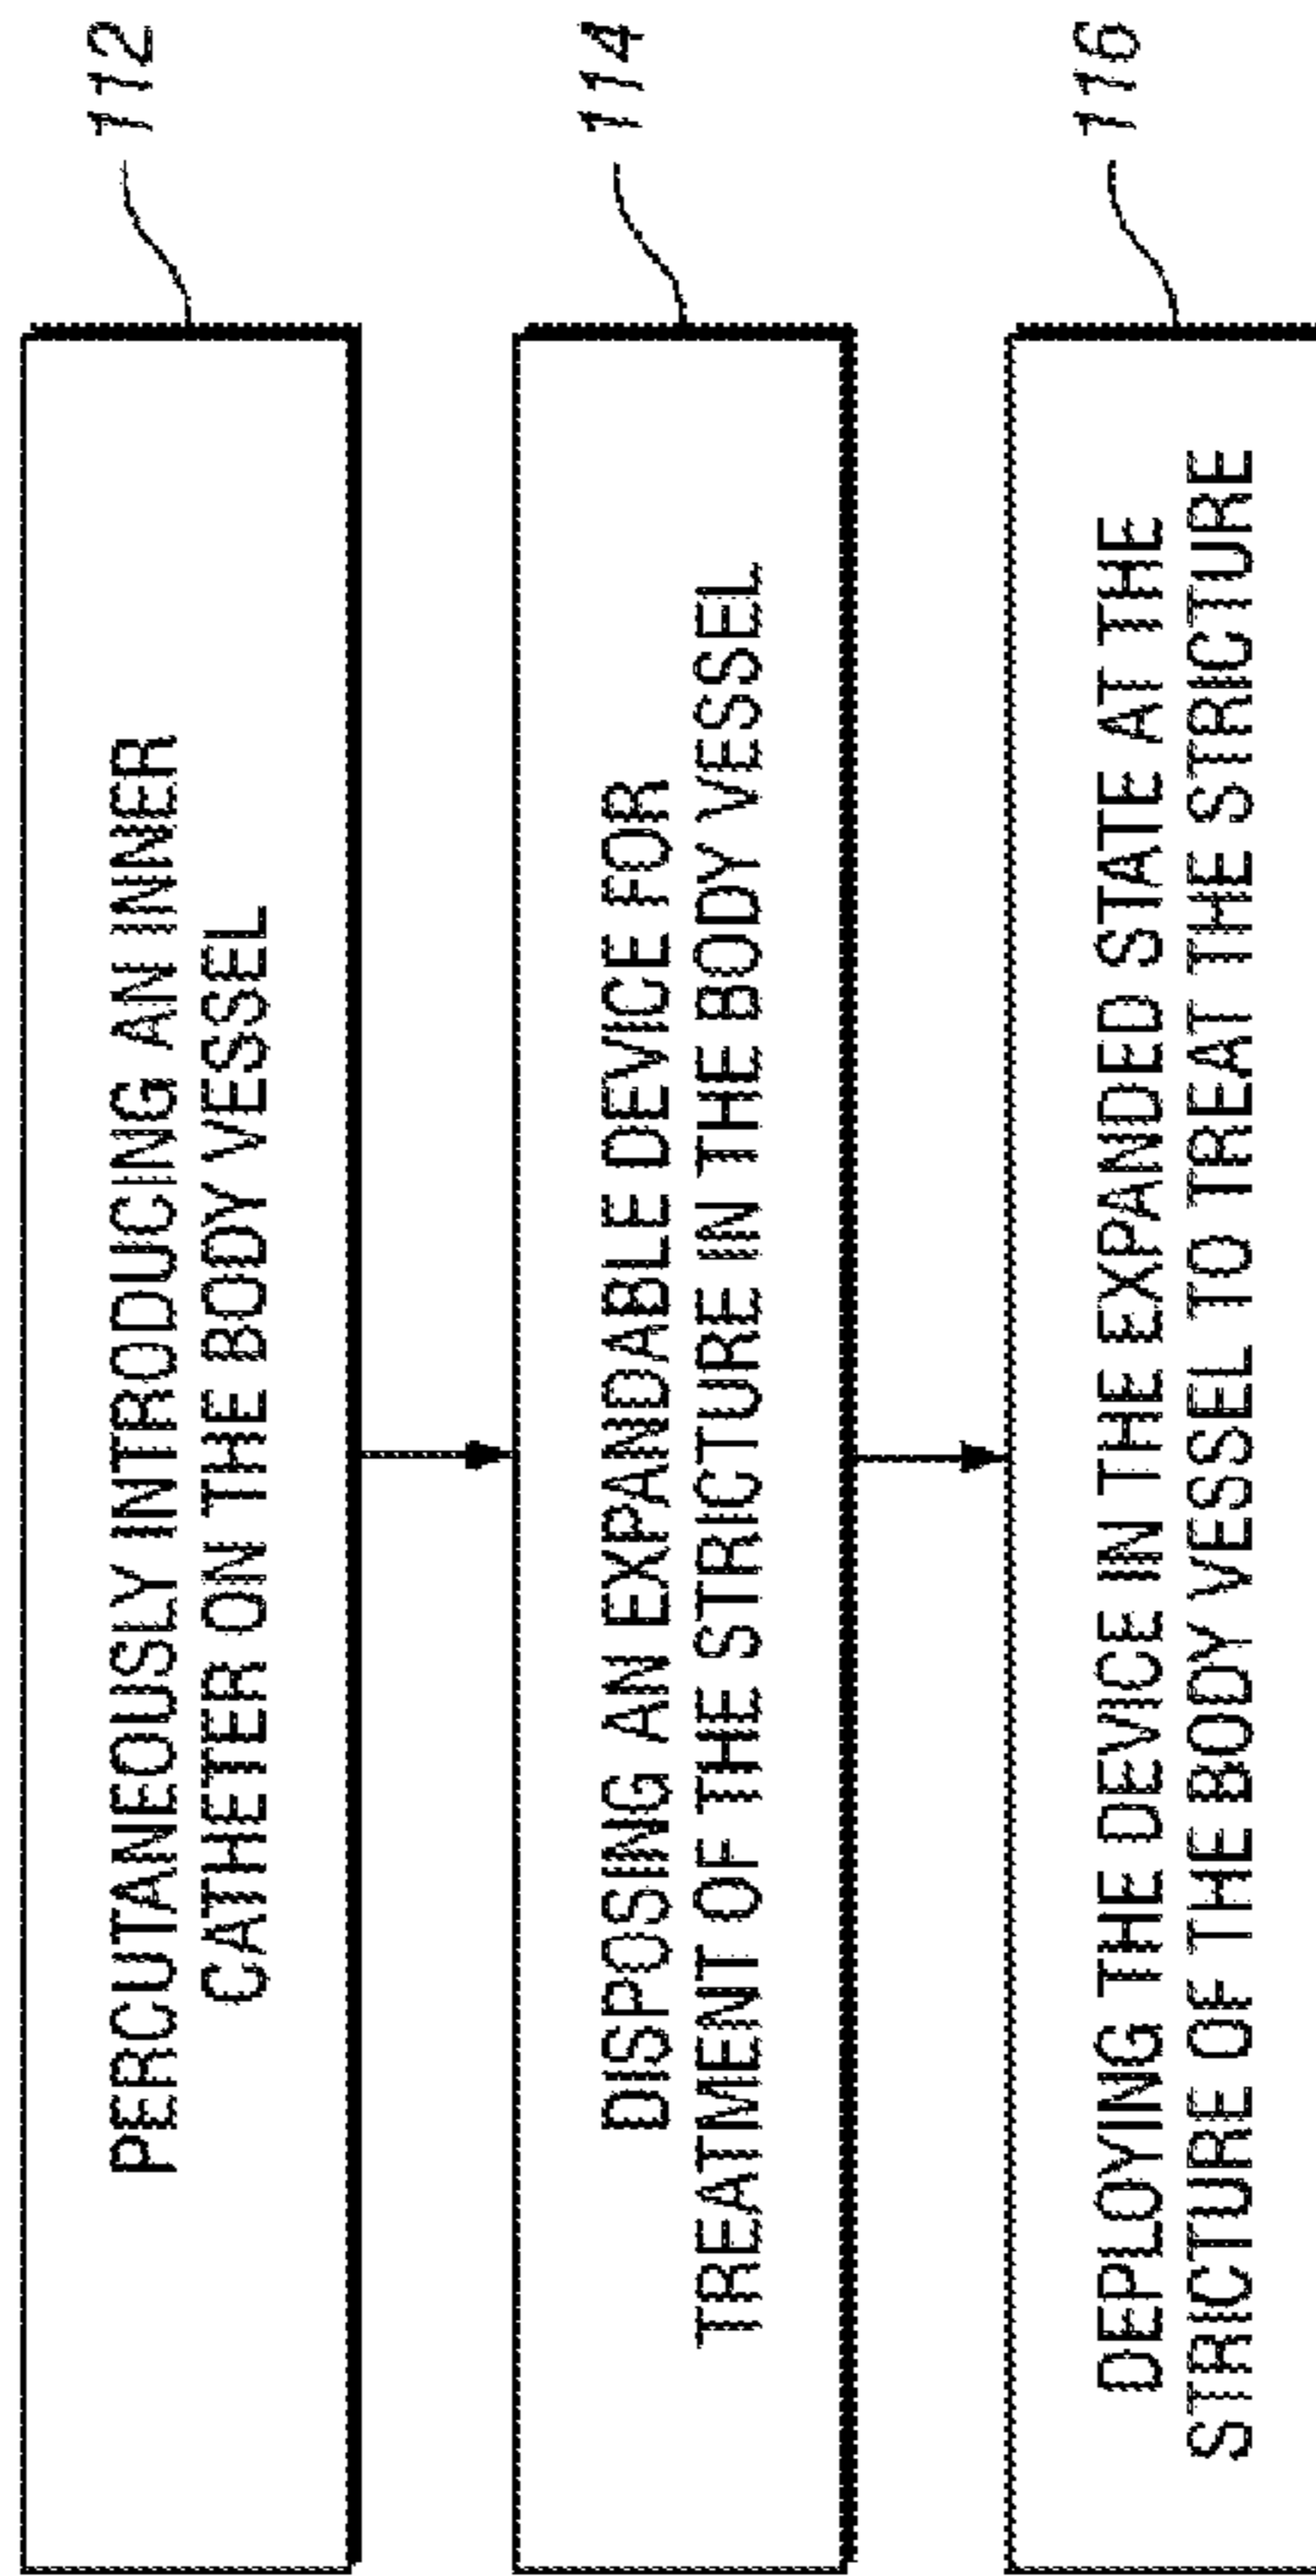 PERCUTANEOUSLY INTRODUCING AN INNER
CATHETER ON THE BODY VESSEL
112
DISPOSING AN EXPANDABLE DEVICE FOR
TREATMENT OF THE STRICTURE IN THE BODY VESSEL
114
DEPLOYING THE DEVICE IN THE EXPANDED STATE AT THE
STRICTURE OF THE BODY VESSEL TO TREAT THE STRICTURE
116